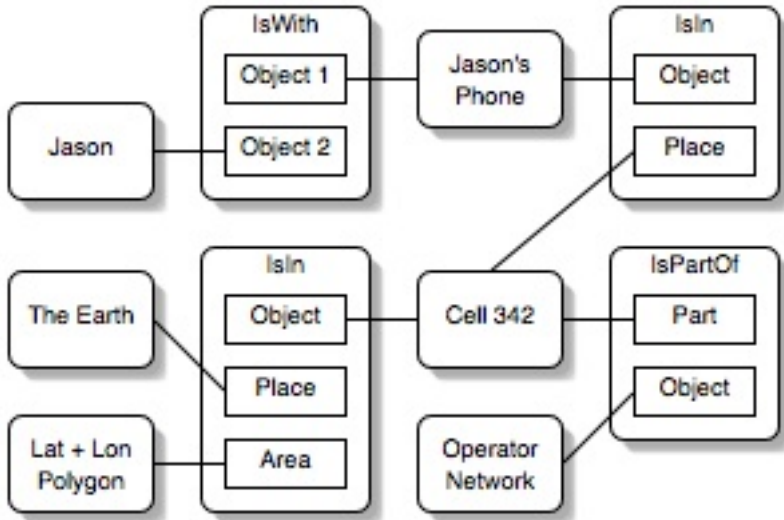 IsWith
Object 1
Object 2
Jason
Jason's
Phone
IsIn
Object
Place
The Earth
Lat + Lon
Polygon
IsIn
Object
Place
Area
Cell 342
Operator
Network
IsPartOf
Part
Object